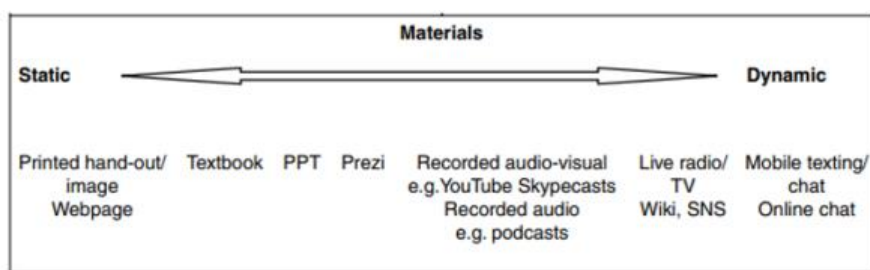 Materials
Static Dynamic
Printed hand-out/ Textbook PPT Prezi Recorded audio-visual Live radio/ Mobile texting/
image e.g.YouTube Skypecasts TV chat
Webpage Recorded audio Wiki, SNS Online chat
e.g. podcasts